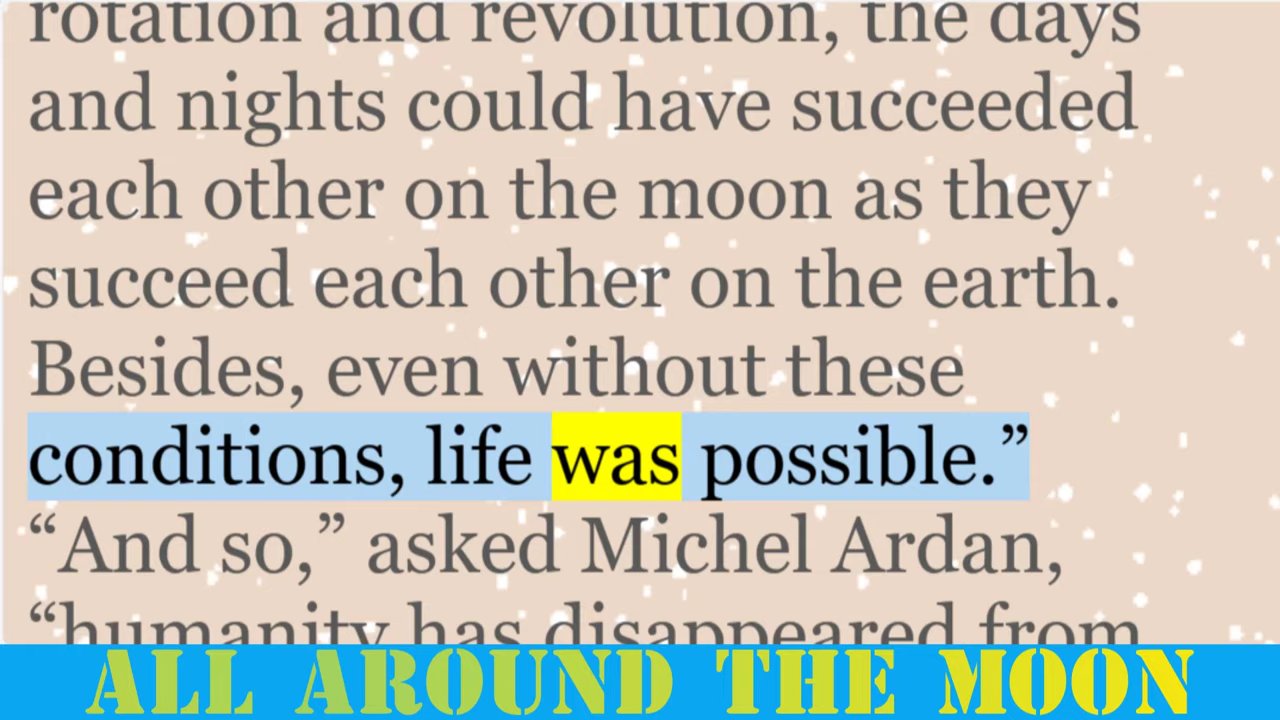 rotation and revolution, the days
and nights could have succeeded
each other on the moon as they
succeed each other on the earth.
Besides, even without these
conditions, life was possible.”
“And so,” asked Michel Ardan,
“humanity has disappeared from
ALL AROUND THE MOON